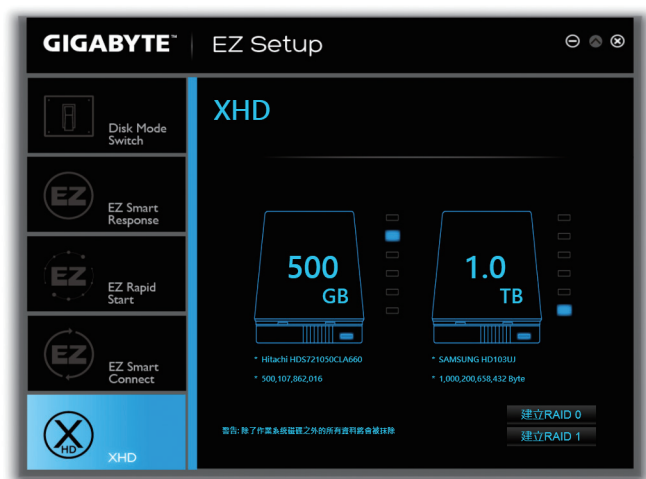 GIGABYTE™ EZ Setup
Disk Mode
Switch
EZ
EZ Smart
Response
EZ
EZ Rapid
Start
EZ
EZ Smart
Connect
X
HD
XHD
XHD
500
GB
1.0
TB
* Hitachi HDS721050CLA660
* 500,107,862,016
* SAMSUNG HD103UJ
* 1,000,200,658,432 Byte
警告: 除了作業系統磁碟之外的所有資料將會被抹除
建立RAID 0
建立RAID 1